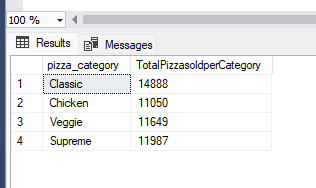 100 %
Results Messages
pizza_category TotalPizzasoldperCategory
1 Classic 14888
2 Chicken 11050
3 Veggie 11649
4 Supreme 11987